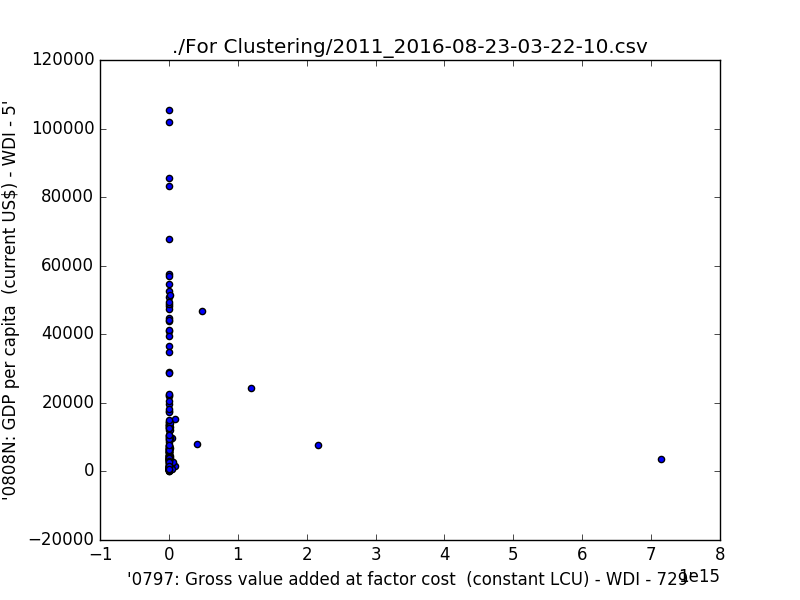 ./For Clustering/2011_2016-08-23-03-22-10.csv
120000
100000
80000
60000
40000
20000
0
−20000
'0808N: GDP per capita  (current US$) - WDI - 5'
−1 0 1 2 3 4 5 6 7 8
1e15
'0797: Gross value added at factor cost  (constant LCU) - WDI - 729